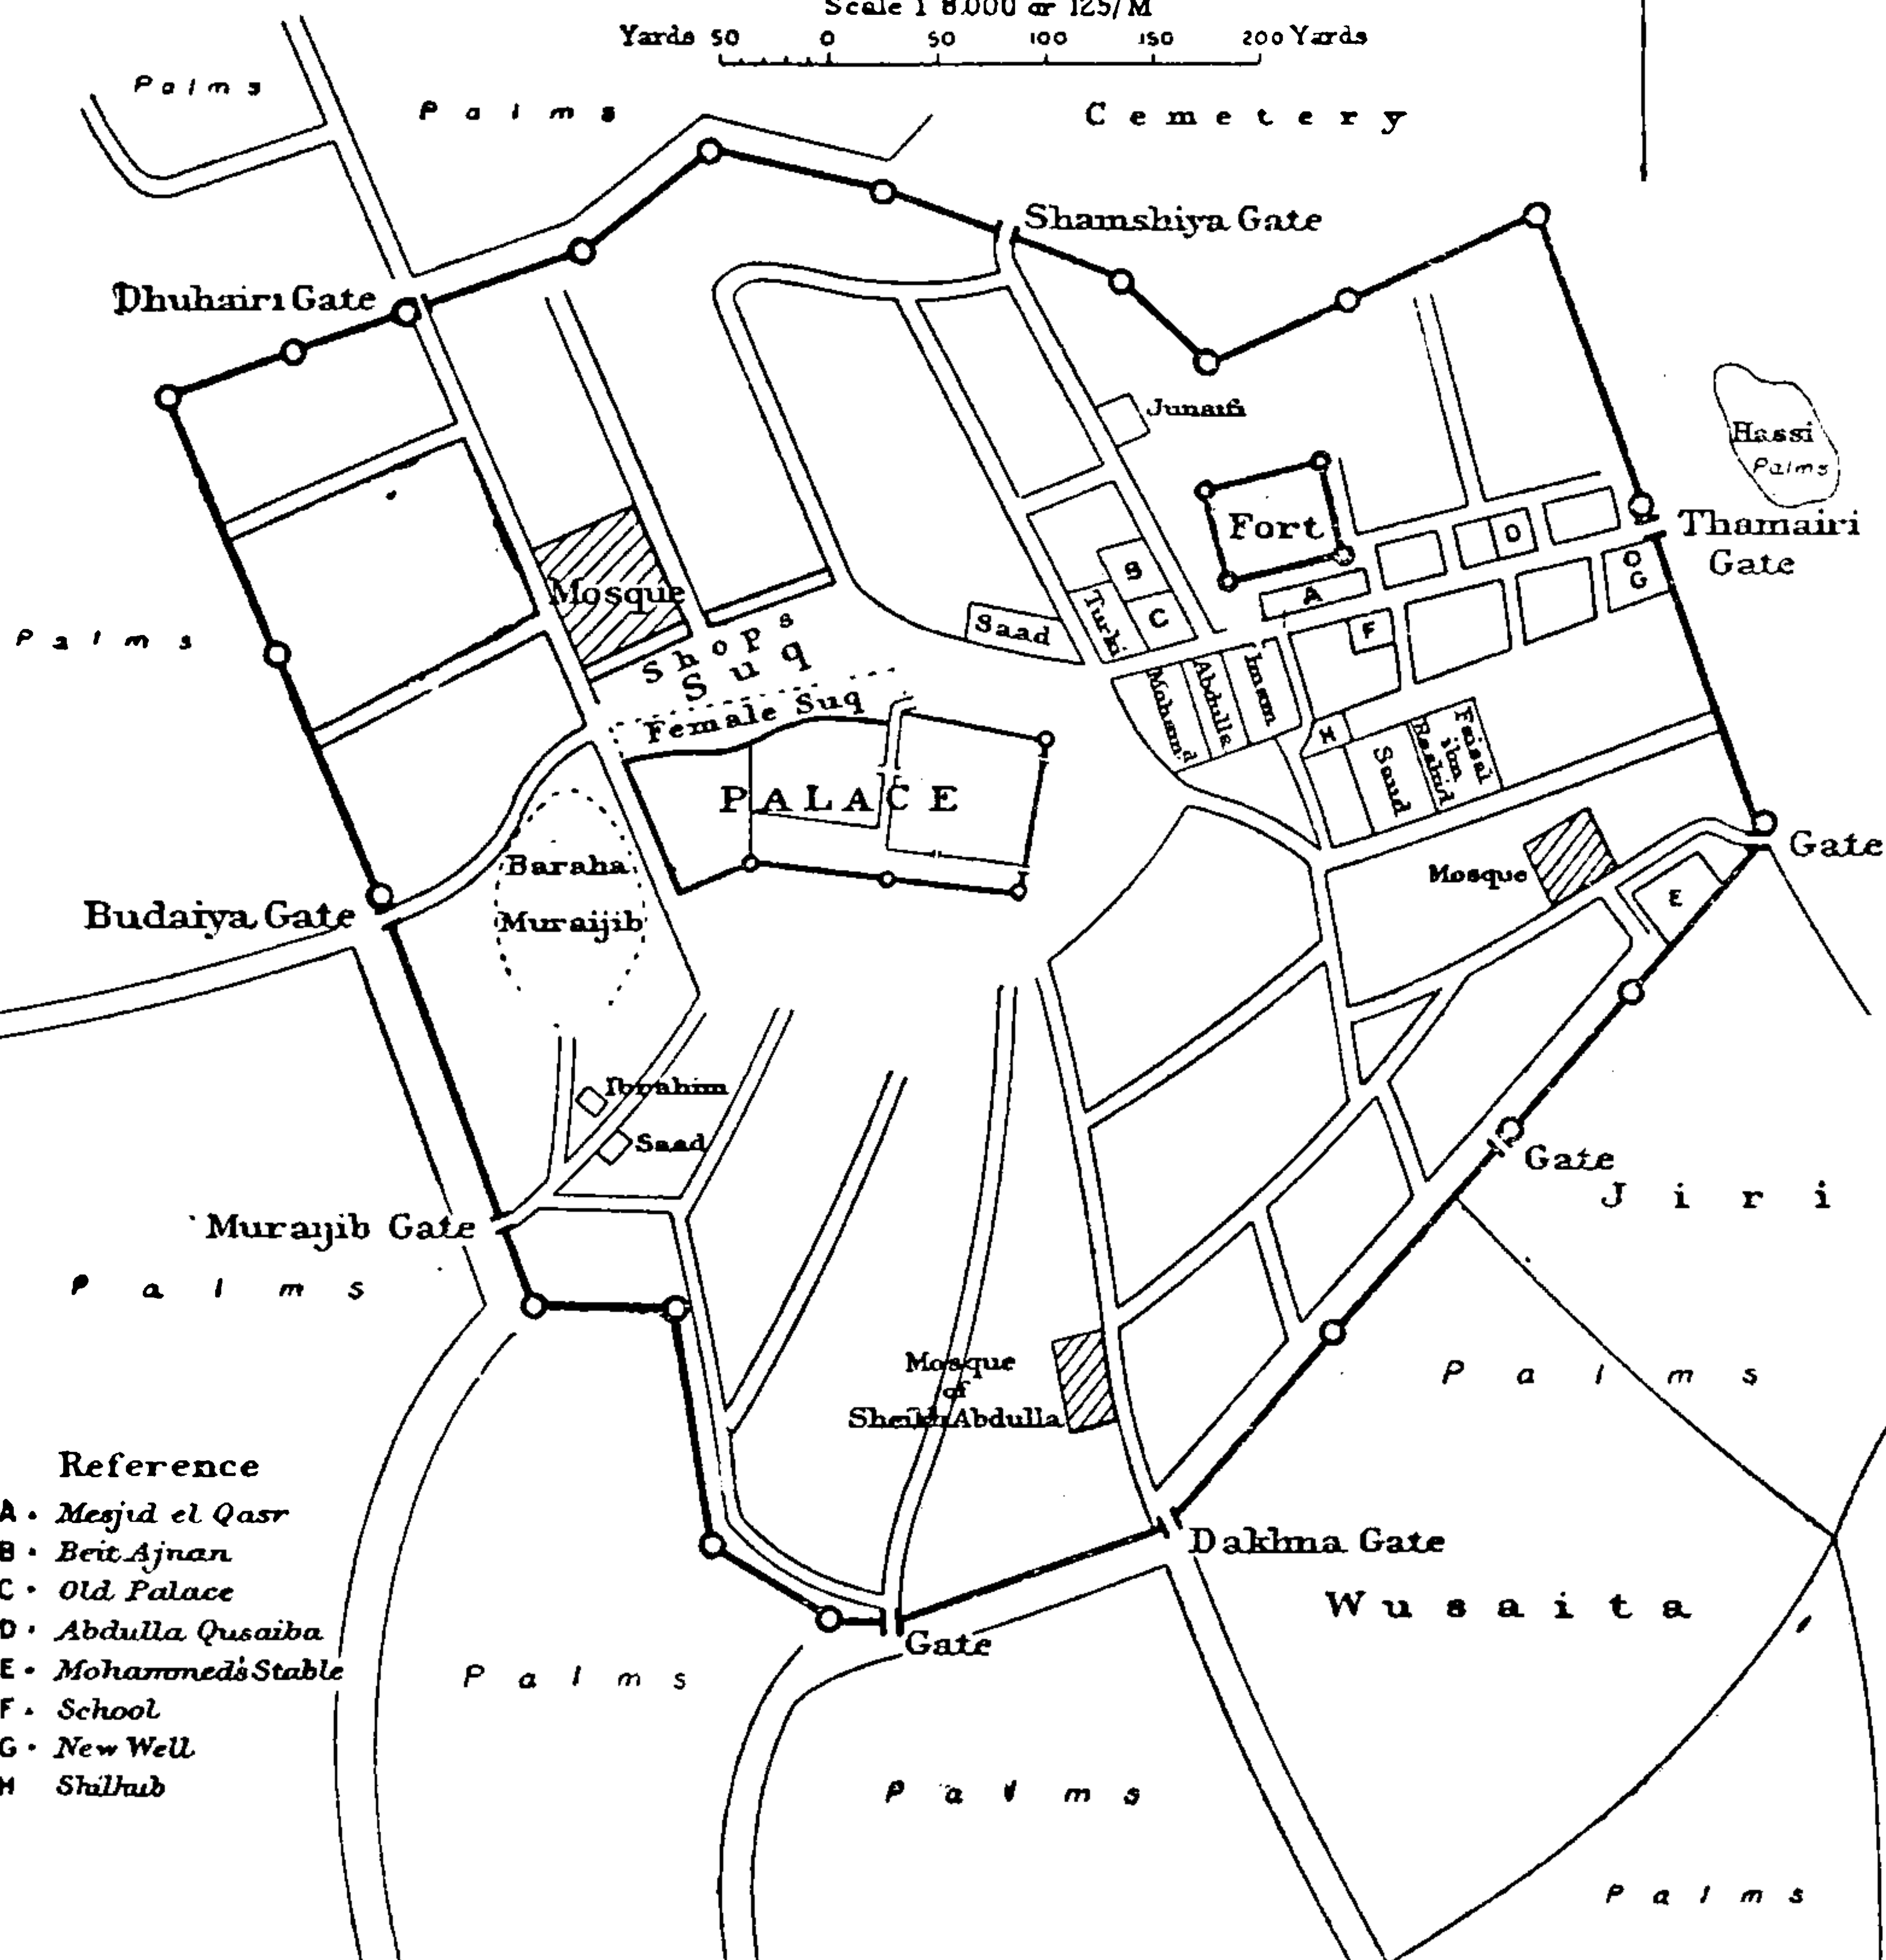 Scale 1 8.000 or 125/M
Yards 50 0 50 100 150 200 Yards
Palms
Palms
Cemetery
Shamshiya Gate
Dhuhairi Gate
Junaifi
Hassi
Palms
Fort
Thamairi
Gate
Mosque
Shops
Suq
Female Suq
Saad
Turki
B
C
A
D
O
G
F
Palms
Mohamd
Abdulla
Imam
H
Saud
Faisal
ibn
Rashid
PALACE
Gate
Baraha
Muraijib
Mosque
E
Budaiya Gate
Ibrahim
Saad
Gate
Jiri
Muraijib Gate
Palms
Mosque
of
Sheikh Abdulla
Palms
Reference
A. Mesjid el Qasr
B. Beit Ajnan
C. Old Palace
D. Abdulla Qusaiba
E. Mohammed's Stable
F. School
G. New Well
H Shilhub
Dakhna Gate
Wusaita
Gate
Palms
Palms
Palms